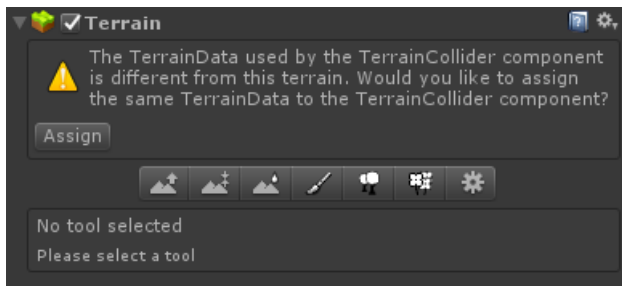 Terrain
The TerrainData used by the TerrainCollider component
is different from this terrain. Would you like to assign
the same TerrainData to the TerrainCollider component?
Assign
No tool selected
Please select a tool